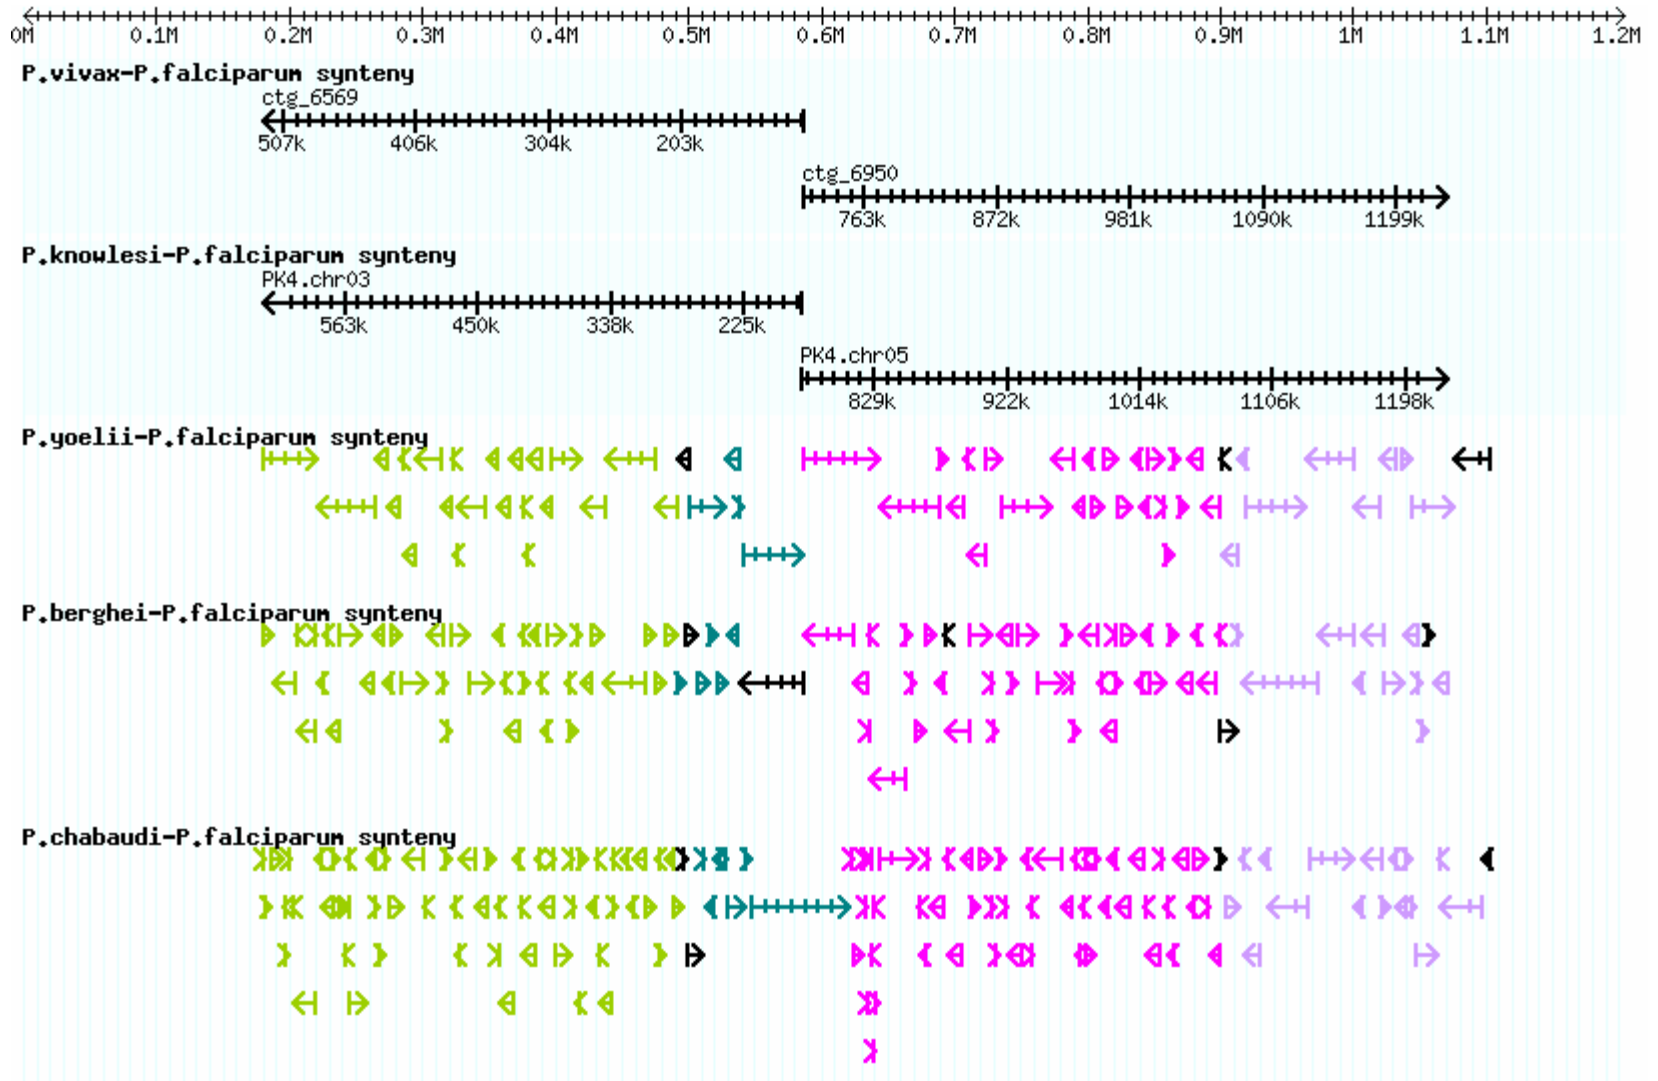 0M 0.1M 0.2M 0.3M 0.4M 0.5M 0.6M 0.7M 0.8M 0.9M 1M 1.1M 1.2M
P.vivax-P.falciparum synteny
ctg_6569
507k 406k 304k 203k
ctg_6950
763k 872k 981k 1090k 1199k
P.knowlesi-P.falciparum synteny
PK4.chr03
563k 450k 338k 225k
PK4.chr05
829k 922k 1014k 1106k 1198k
P.yoelii-P.falciparum synteny
P.berghei-P.falciparum synteny
P.chabaudi-P.falciparum synteny